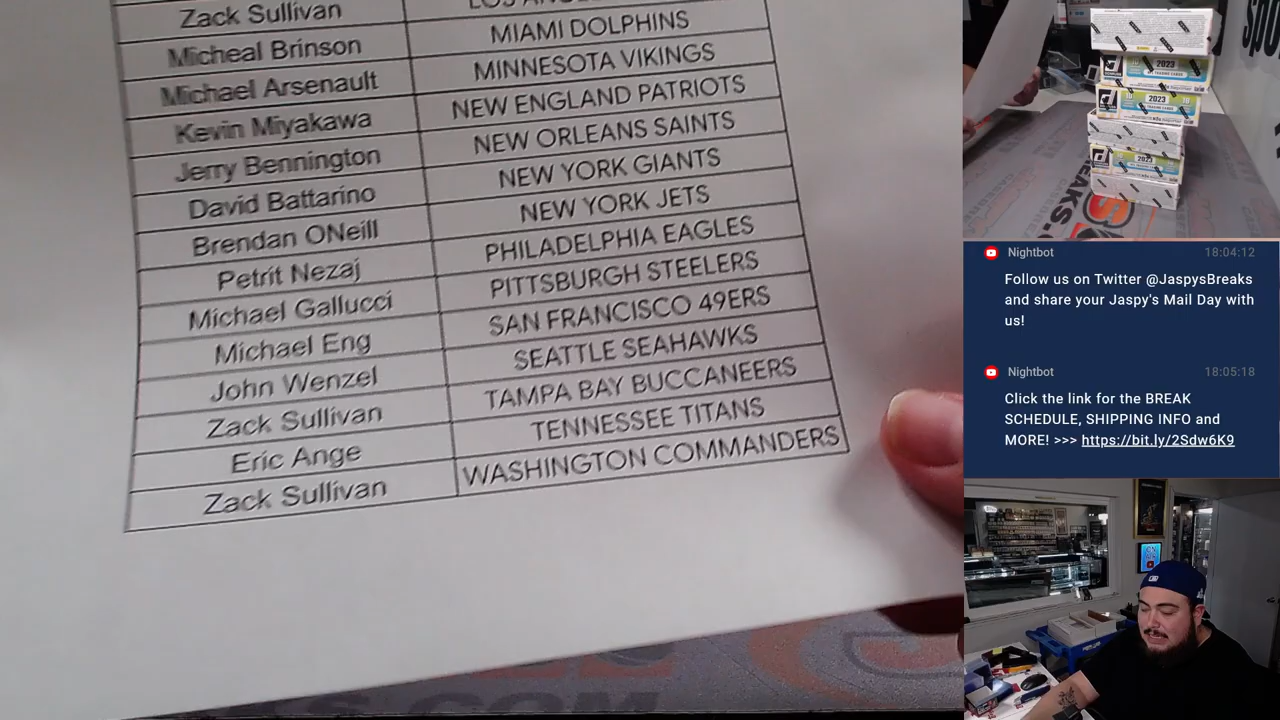 Zack Sullivan LOS
Micheal Brinson MIAMI DOLPHINS
Michael Arsenault MINNESOTA VIKINGS
Kevin Miyakawa NEW ENGLAND PATRIOTS
Jerry Bennington NEW ORLEANS SAINTS
David Battarino NEW YORK GIANTS
Brendan ONeill NEW YORK JETS
Petrit Nezaj PHILADELPHIA EAGLES
Michael Gallucci PITTSBURGH STEELERS
Michael Eng SAN FRANCISCO 49ERS
John Wenzel SEATTLE SEAHAWKS
Zack Sullivan TAMPA BAY BUCCANEERS
Eric Ange TENNESSEE TITANS
Zack Sullivan WASHINGTON COMMANDERS
2023
2023
2023
Nightbot 18:04:12
Follow us on Twitter @JaspysBreaks
and share your Jaspy's Mail Day with
us!
Nightbot 18:05:18
Click the link for the BREAK
SCHEDULE, SHIPPING INFO and
MORE! >>> https://bit.ly/2Sdw6K9